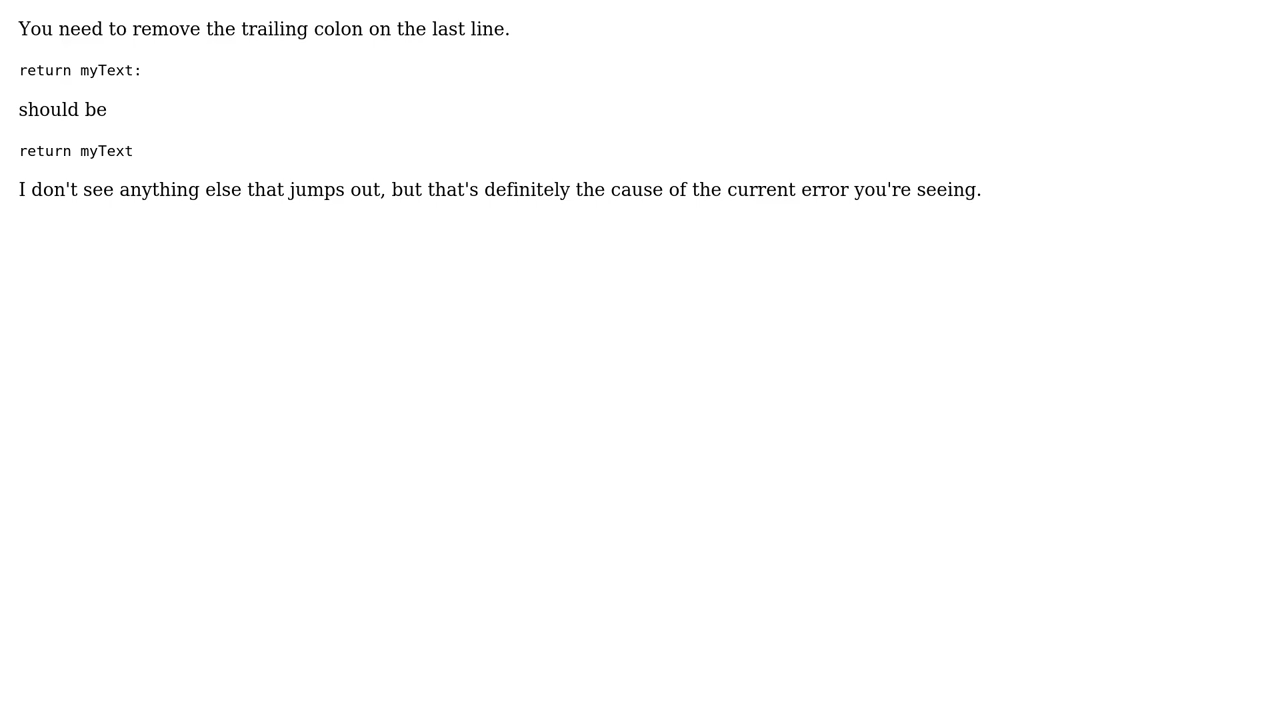 You need to remove the trailing colon on the last line.
return myText:
should be
return myText
I don't see anything else that jumps out, but that's definitely the cause of the current error you're seeing.